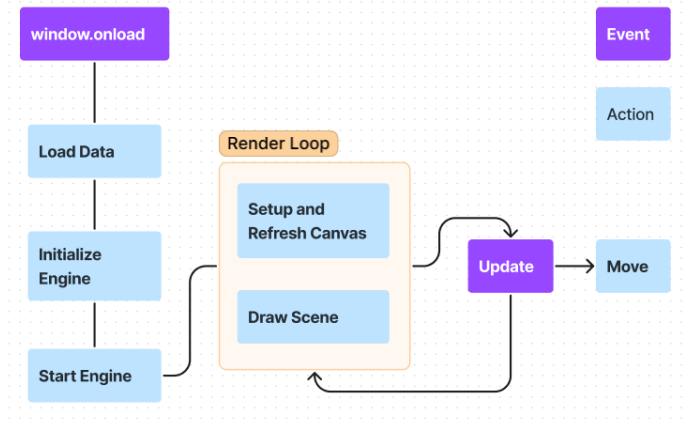 window.onload
Event
Action
Load Data
Render Loop
Setup and
Refresh Canvas
Initialize
Engine
Update
Move
Draw Scene
Start Engine